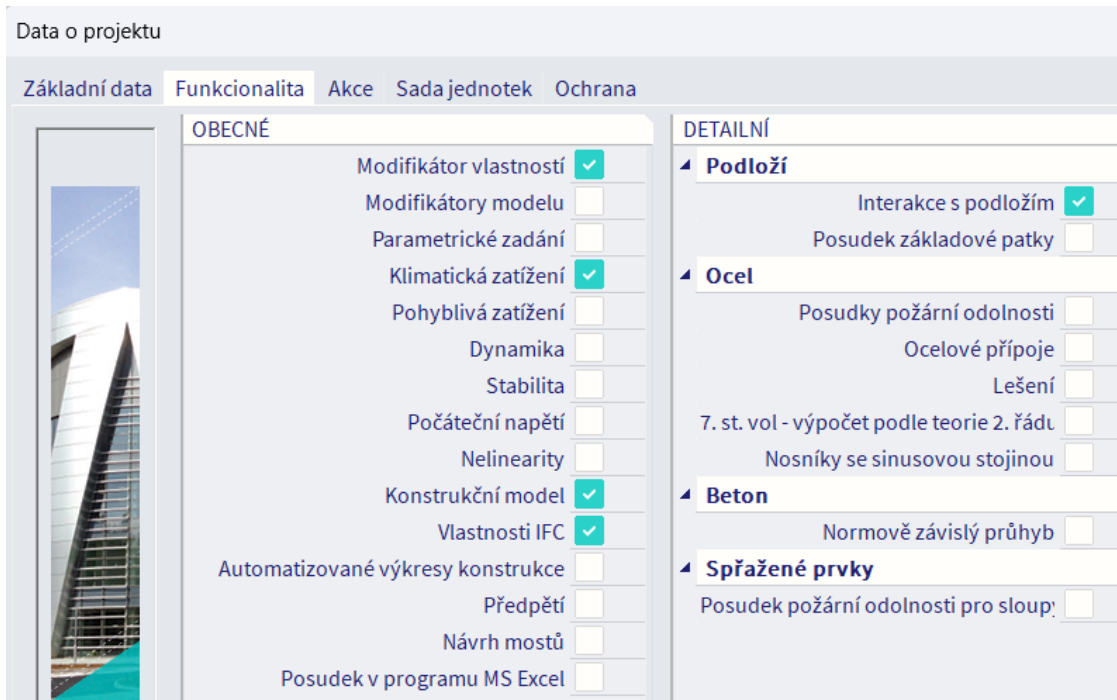 Data o projektu
Základní data Funkcionalita Akce Sada jednotek Ochrana
OBECNÉ
Modifikátor vlastností
Modifikátory modelu
Parametrické zadání
Klimatická zatížení
Pohyblivá zatížení
Dynamika
Stabilita
Počáteční napětí
Nelinearity
Konstrukční model
Vlastnosti IFC
Automatizované výkresy konstrukce
Předpětí
Návrh mostů
Posudek v programu MS Excel
DETAILNÍ
Podloží
Interakce s podložím
Posudek základové patky
Ocel
Posudky požární odolnosti
Ocelové přípoje
Lešení
7. st. vol - výpočet podle teorie 2. řádu
Nosníky se sinusovou stojinou
Beton
Normově závislý průhyb
Spřažené prvky
Posudek požární odolnosti pro sloupy